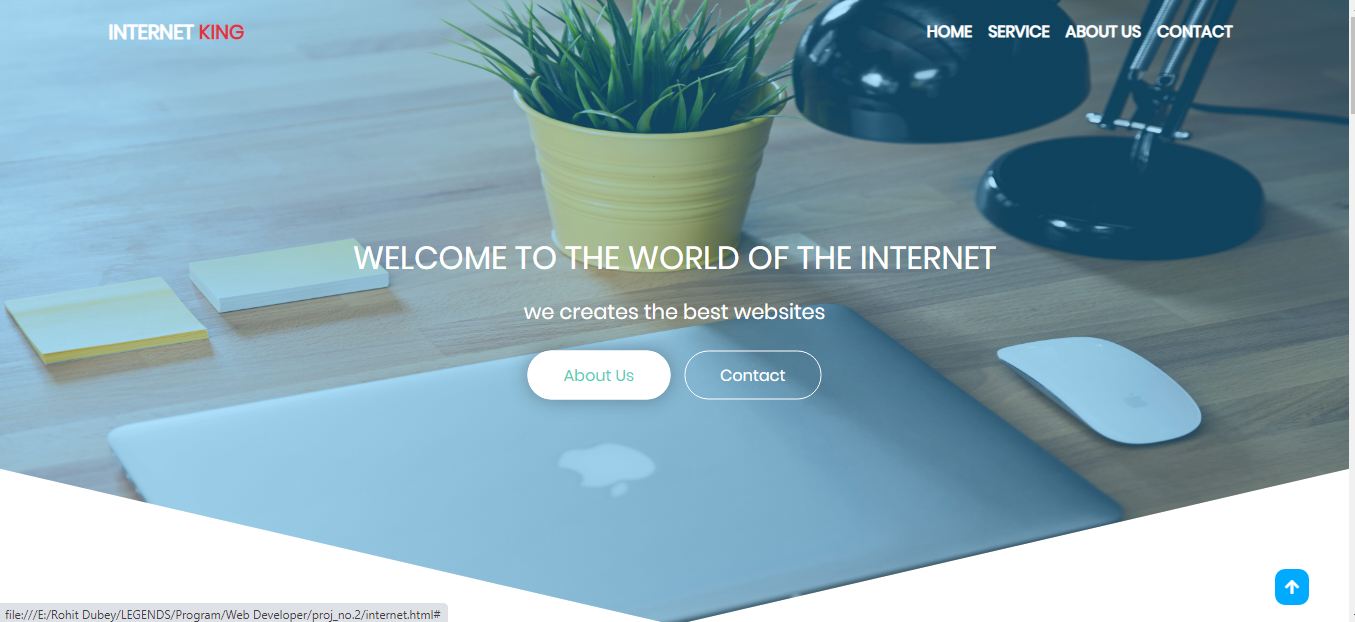 INTERNET KING
HOME SERVICE ABOUT US CONTACT
WELCOME TO THE WORLD OF THE INTERNET
we creates the best websites
About Us Contact
file:///E:/Rohit Dubey/LEGENDS/Program/Web Developer/proj_no.2/internet.html#